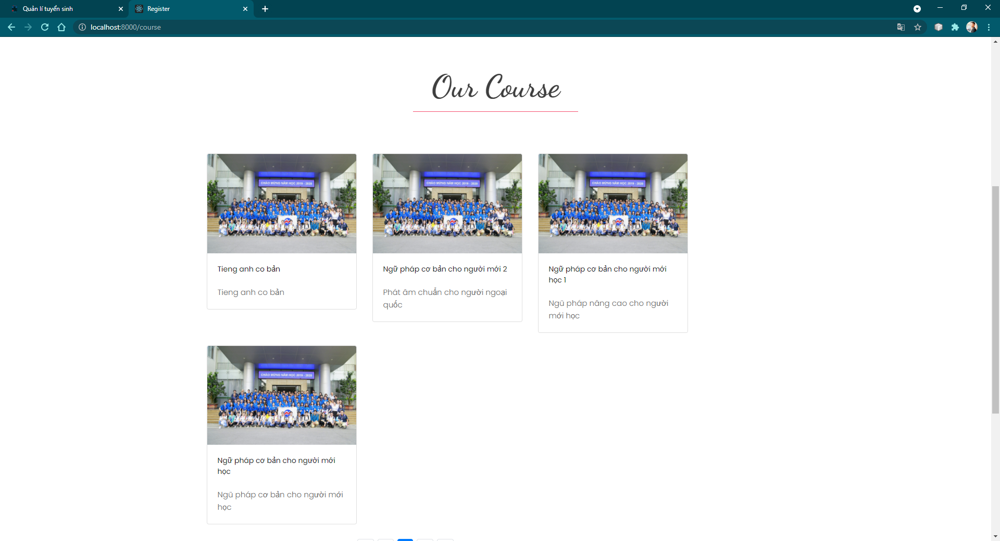 Quản lí tuyển sinh
Register
localhost:8000/course
Our Course
CHÀO MỪNG NĂM HỌC 2019 - 2020
CHÀO MỪNG NĂM HỌC 2019 - 2020
CHÀO MỪNG NĂM HỌC 2019 - 2020
Tieng anh co bản
Tieng anh co bản
Ngữ pháp cơ bản cho người mới 2
Phát âm chuẩn cho người ngoại
quốc
Ngữ pháp cơ bản cho người mới
học 1
Ngũ pháp nâng cao cho người
mới học
CHÀO MỪNG NĂM HỌC 2019 - 2020
Ngữ pháp cơ bản cho người mới
học
Ngũ pháp cơ bản cho người mới
học